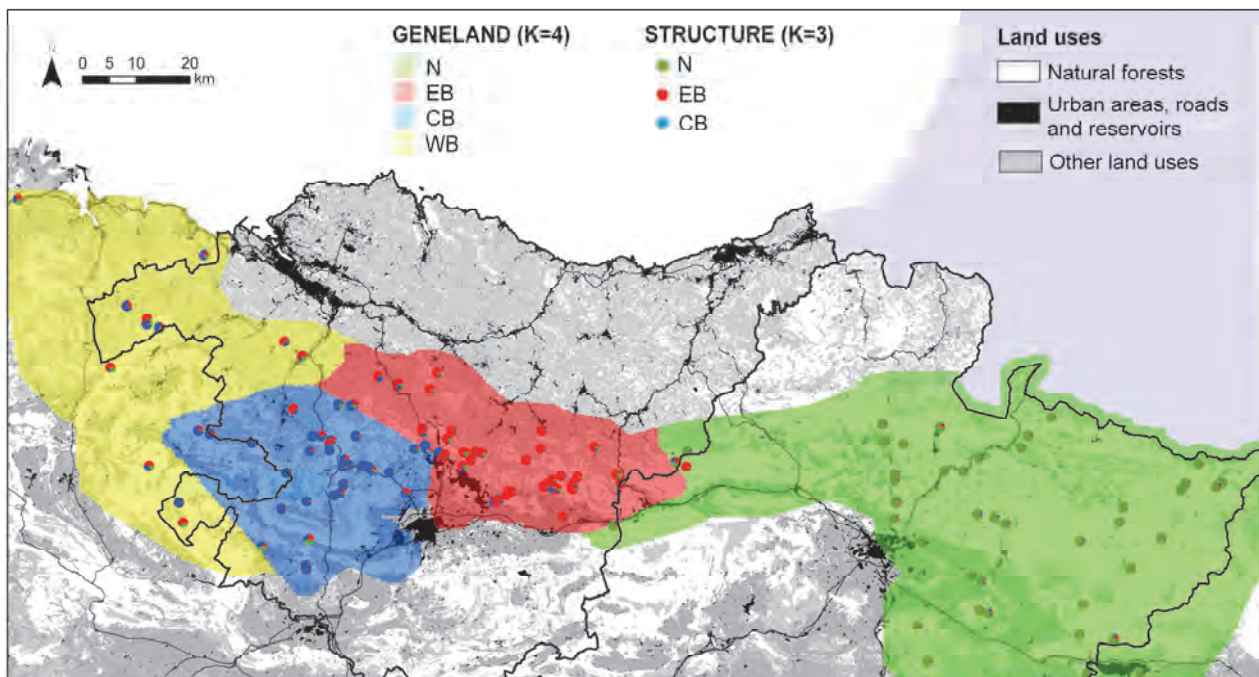 N
0 5 10 20
km
GENELAND (K=4)
N
EB
CB
WB
STRUCTURE (K=3)
N
EB
CB
Land uses
Natural forests
Urban areas, roads
and reservoirs
Other land uses